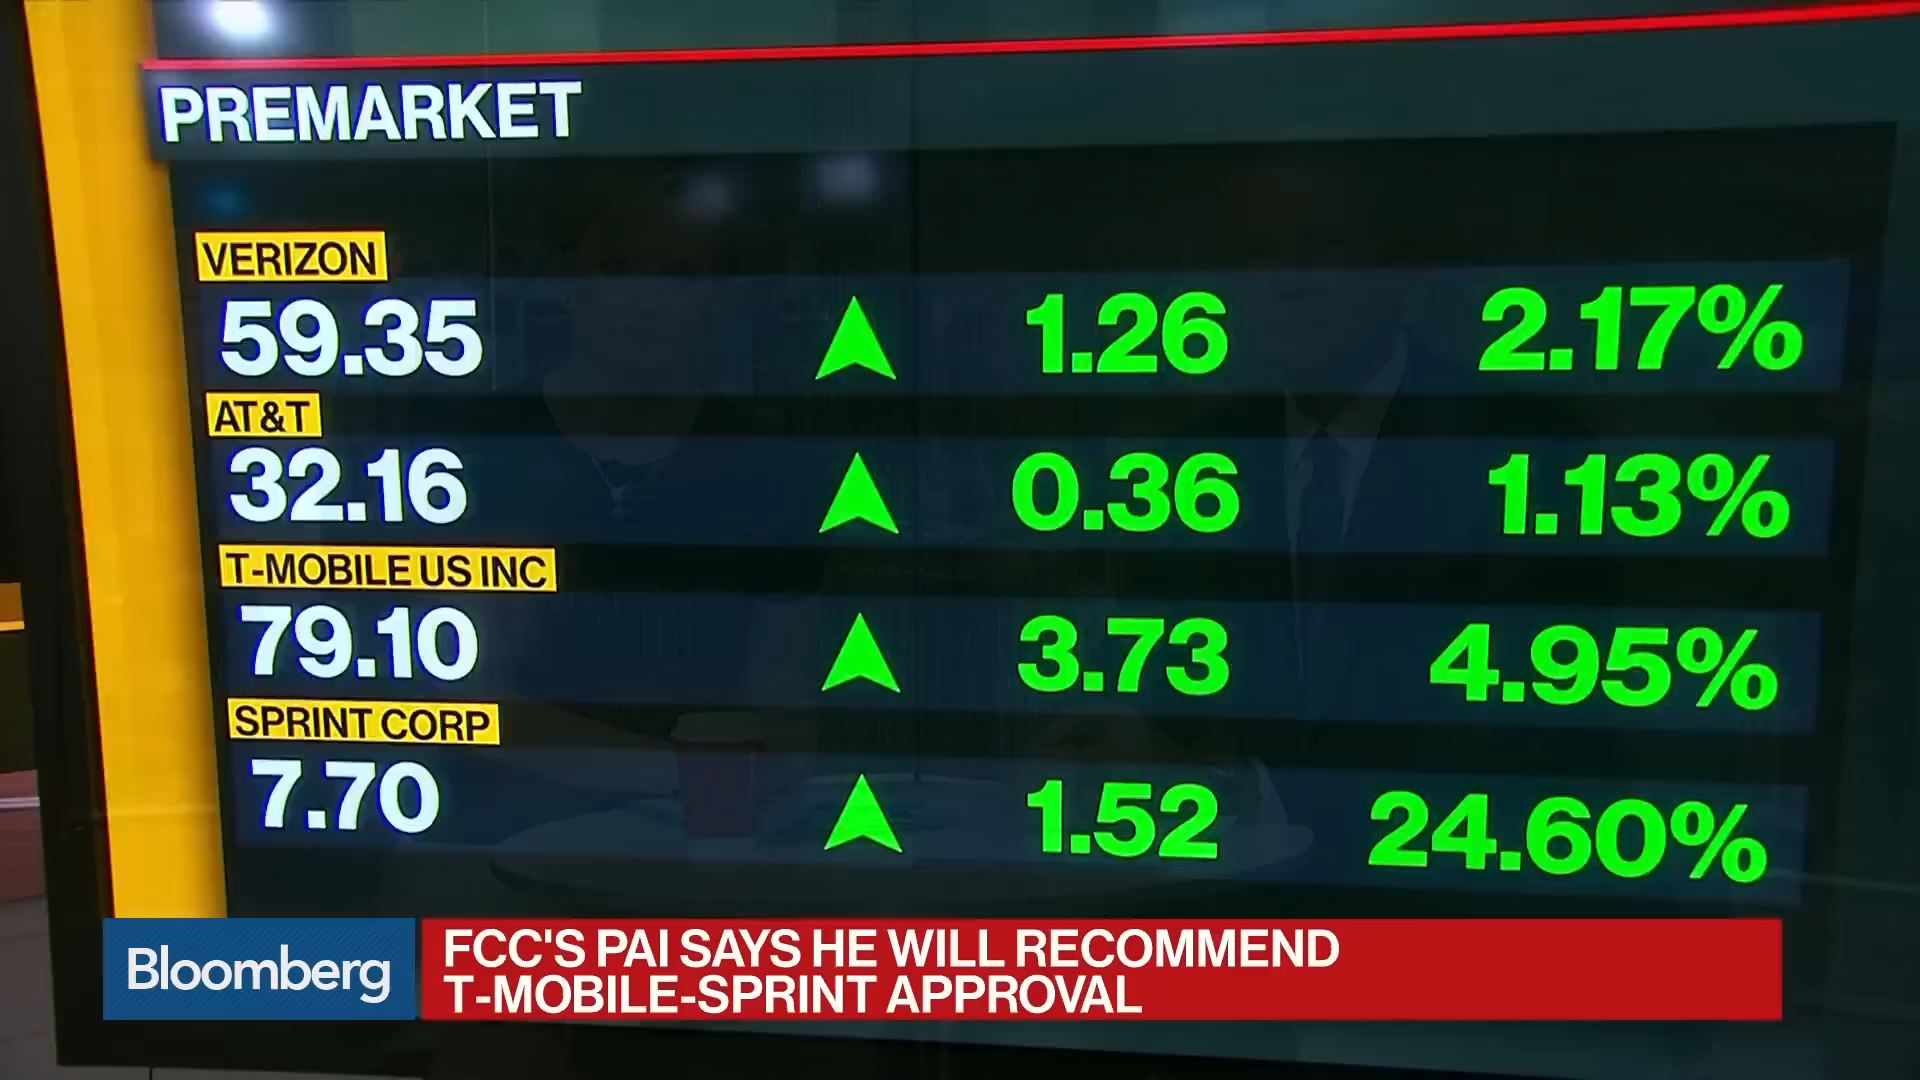 PREMARKET
VERIZON
59.35 1.26 2.17%
AT&T
32.16 0.36 1.13%
T-MOBILE US INC
79.10 3.73 4.95%
SPRINT CORP
7.70 1.52 24.60%
Bloomberg
FCC'S PAI SAYS HE WILL RECOMMEND
T-MOBILE-SPRINT APPROVAL